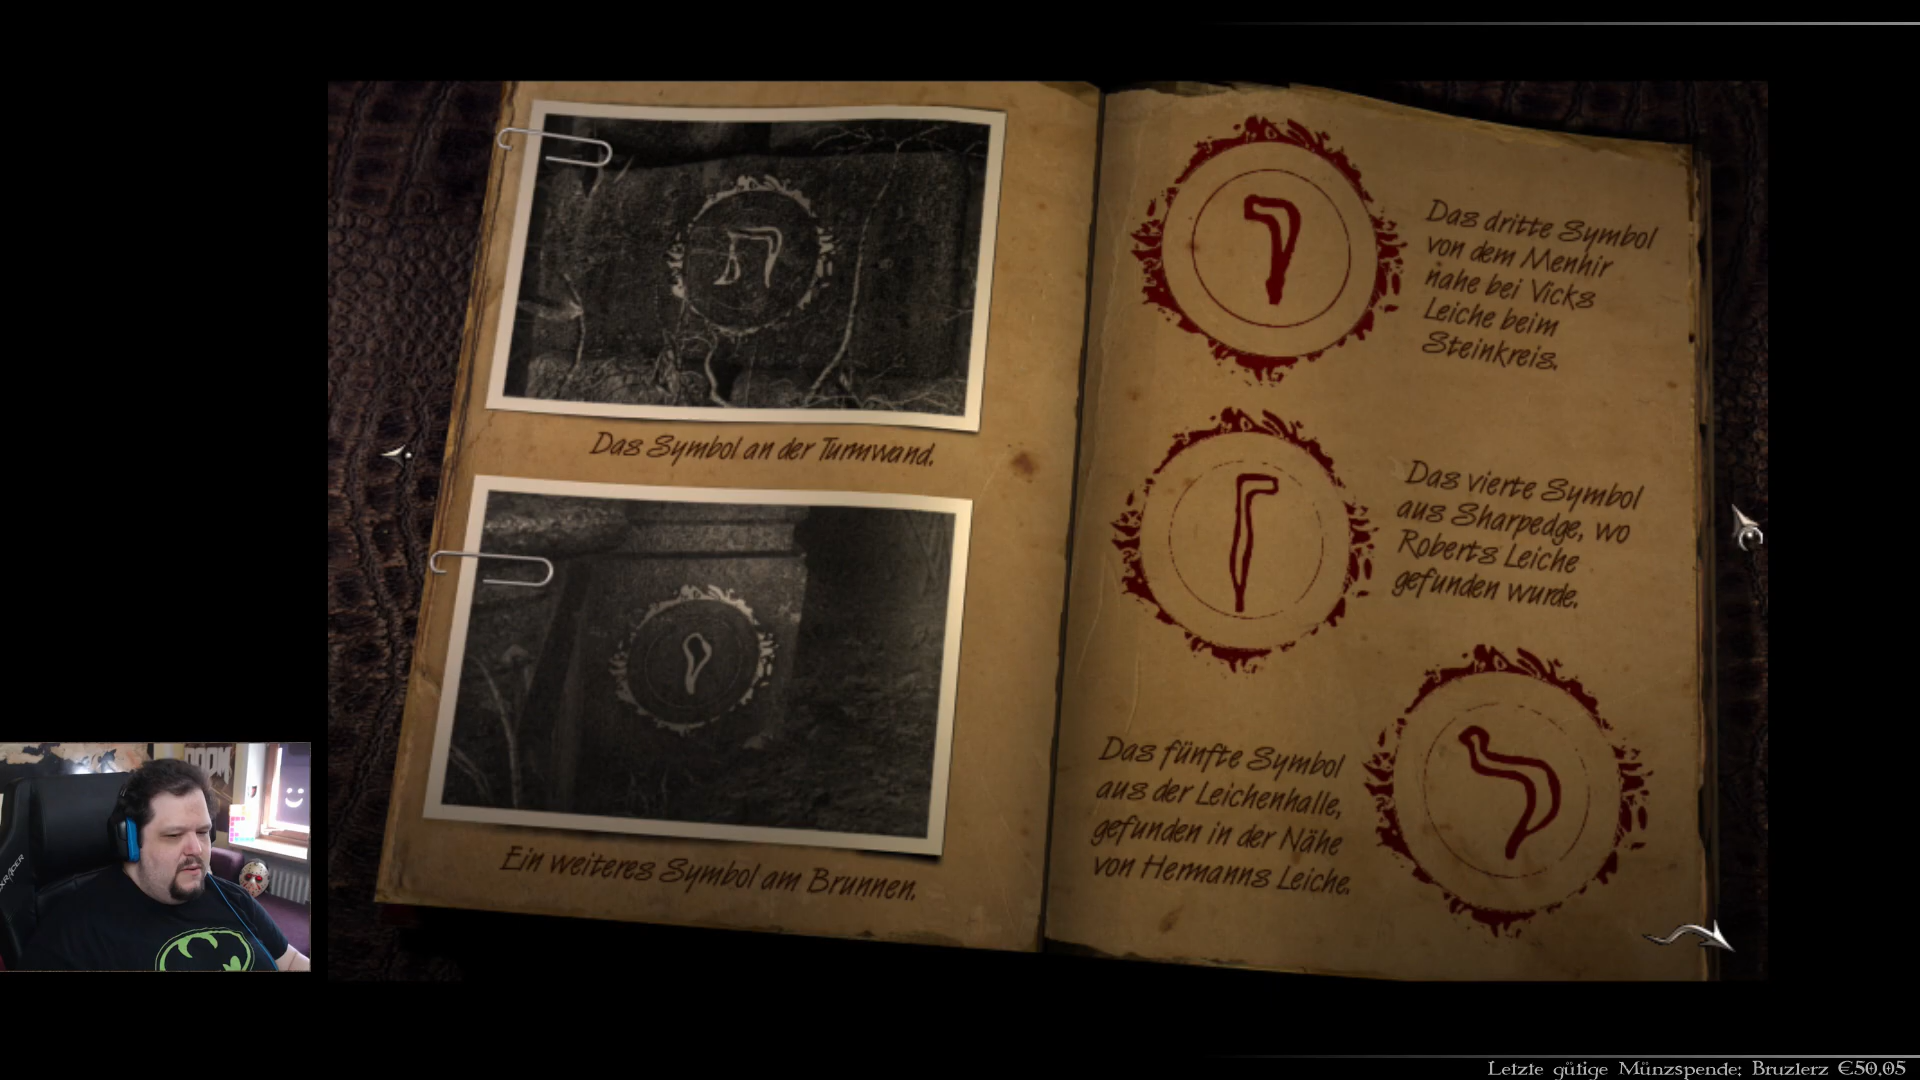 Das Symbol an der Turmwand.
Ein weiteres Symbol am Brunnen.
Das dritte Symbol
von dem Menhir
nahe bei Vicks
Leiche beim
Steinkreis.
Das vierte Symbol
aus Sharpedge, wo
Roberts Leiche
gefunden wurde.
Das fünfte Symbol
aus der Leichenhalle,
gefunden in der Nähe
von Hermanns Leiche.
DOOM
Letzte gütige Münzspende: Bruzlerz €50.05